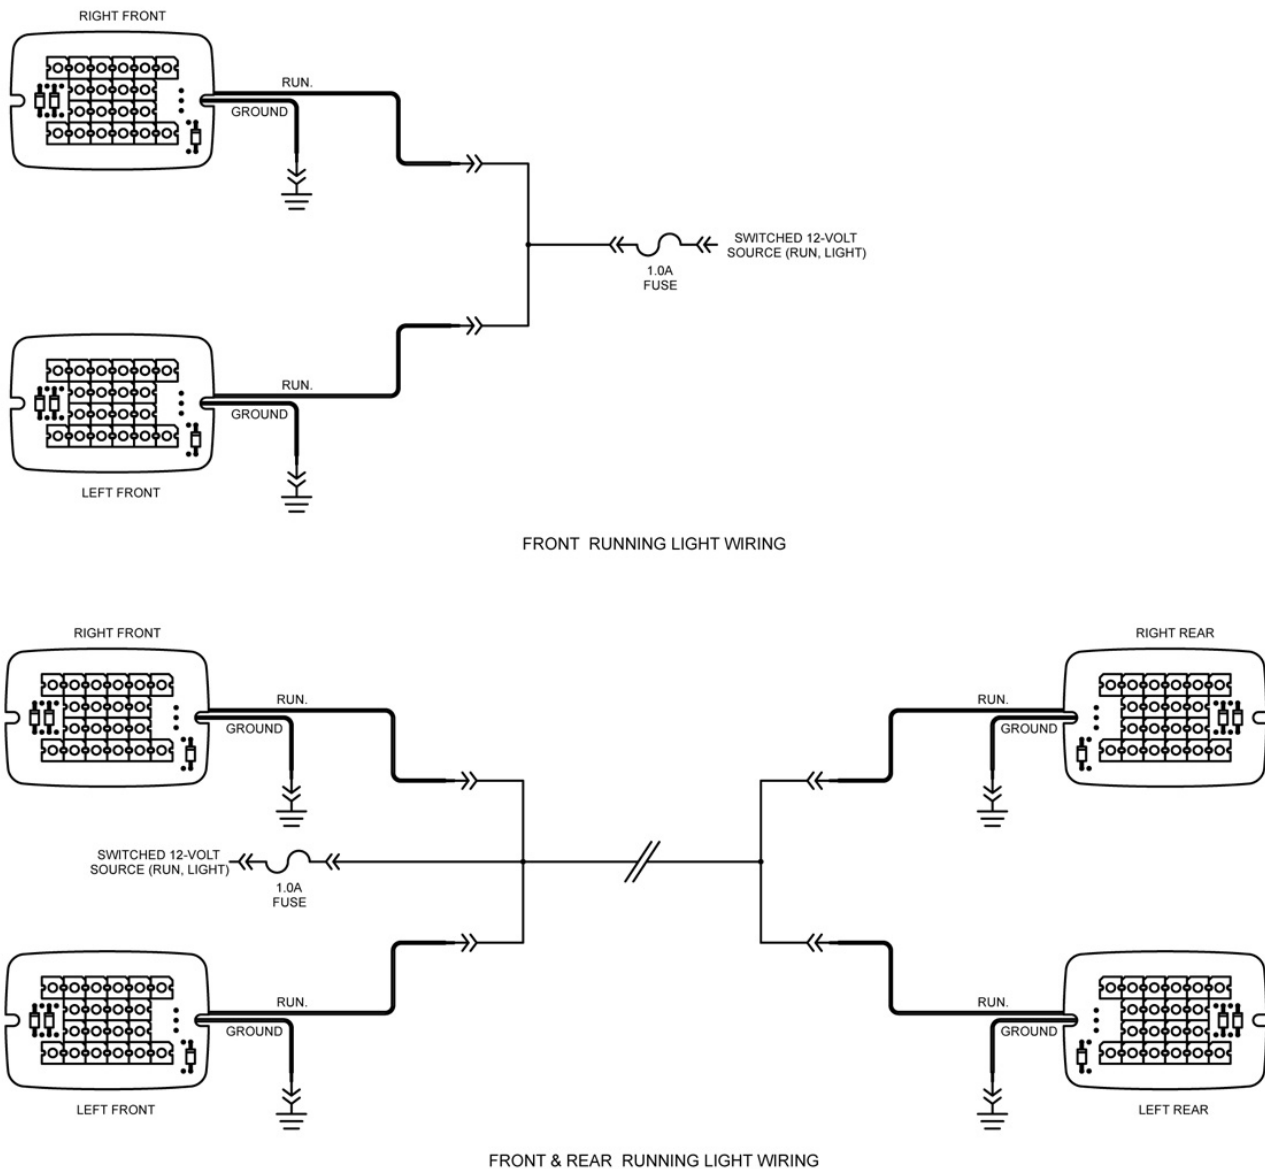 RIGHT FRONT
RUN.
GROUND
SWITCHED 12-VOLT
SOURCE (RUN, LIGHT)
1.0A
FUSE
RUN.
GROUND
LEFT FRONT
FRONT RUNNING LIGHT WIRING
RIGHT FRONT
RIGHT REAR
RUN.
RUN.
GROUND
GROUND
SWITCHED 12-VOLT
SOURCE (RUN, LIGHT)
1.0A
FUSE
RUN.
RUN.
GROUND
GROUND
LEFT FRONT
LEFT REAR
FRONT & REAR RUNNING LIGHT WIRING